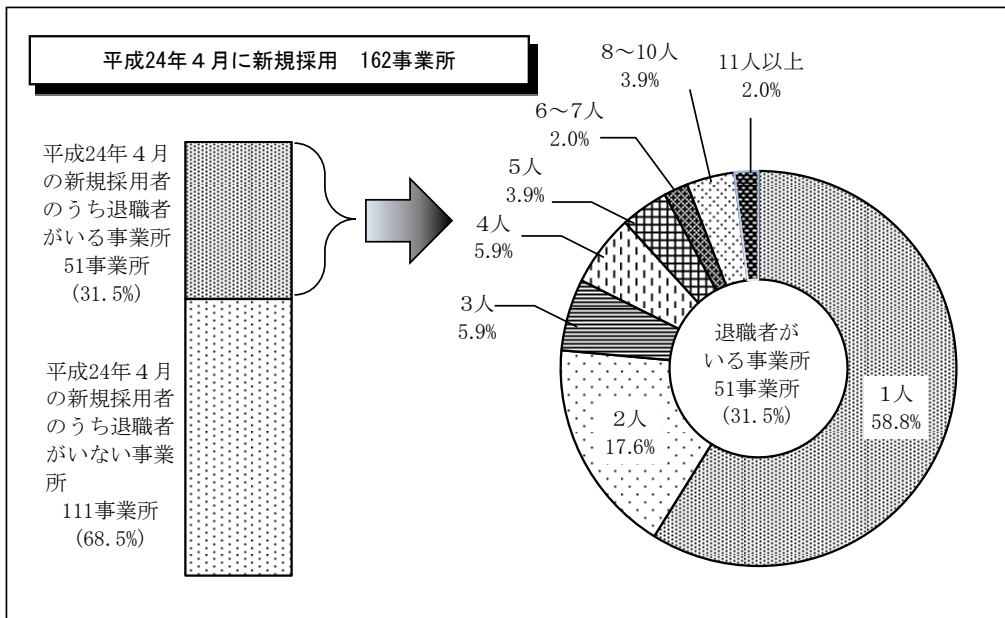 平成24年４月に新規採用　162事業所
平成24年４月
の新規採用者
のうち退職者
がいる事業所
51事業所
(31.5%)
平成24年４月
の新規採用者
のうち退職者
がいない事業
所
111事業所
(68.5%)
８～10人
3.9%
11人以上
2.0%
６～７人
2.0%
５人
3.9%
４人
5.9%
３人
5.9%
２人
17.6%
１人
58.8%
退職者が
いる事業所
51事業所
(31.5%)